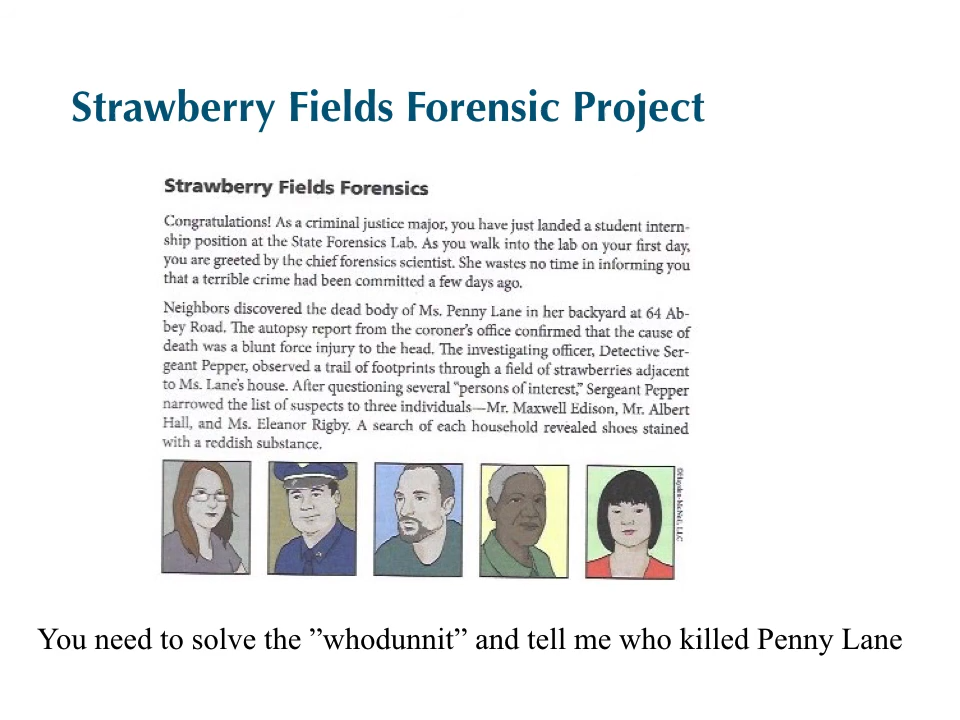 Strawberry Fields Forensic Project
Strawberry Fields Forensics
Congratulations! As a criminal justice major, you have just landed a student intern-
ship position at the State Forensics Lab. As you walk into the lab on your first day,
you are greeted by the chief forensics scientist. She wastes no time in informing you
that a terrible crime had been committed a few days ago.
Neighbors discovered the dead body of Ms. Penny Lane in her backyard at 64 Ab-
bey Road. The autopsy report from the coroner's office confirmed that the cause of
death was a blunt force injury to the head. The investigating officer, Detective Ser-
geant Pepper, observed a trail of footprints through a field of strawberries adjacent
to Ms. Lane's house. After questioning several “persons of interest,” Sergeant Pepper
narrowed the list of suspects to three individuals—Mr. Maxwell Edison, Mr. Albert
Hall, and Ms. Eleanor Rigby. A search of each household revealed shoes stained
with a reddish substance.
©Hayden-McNeil, LLC
You need to solve the ”whodunnit” and tell me who killed Penny Lane